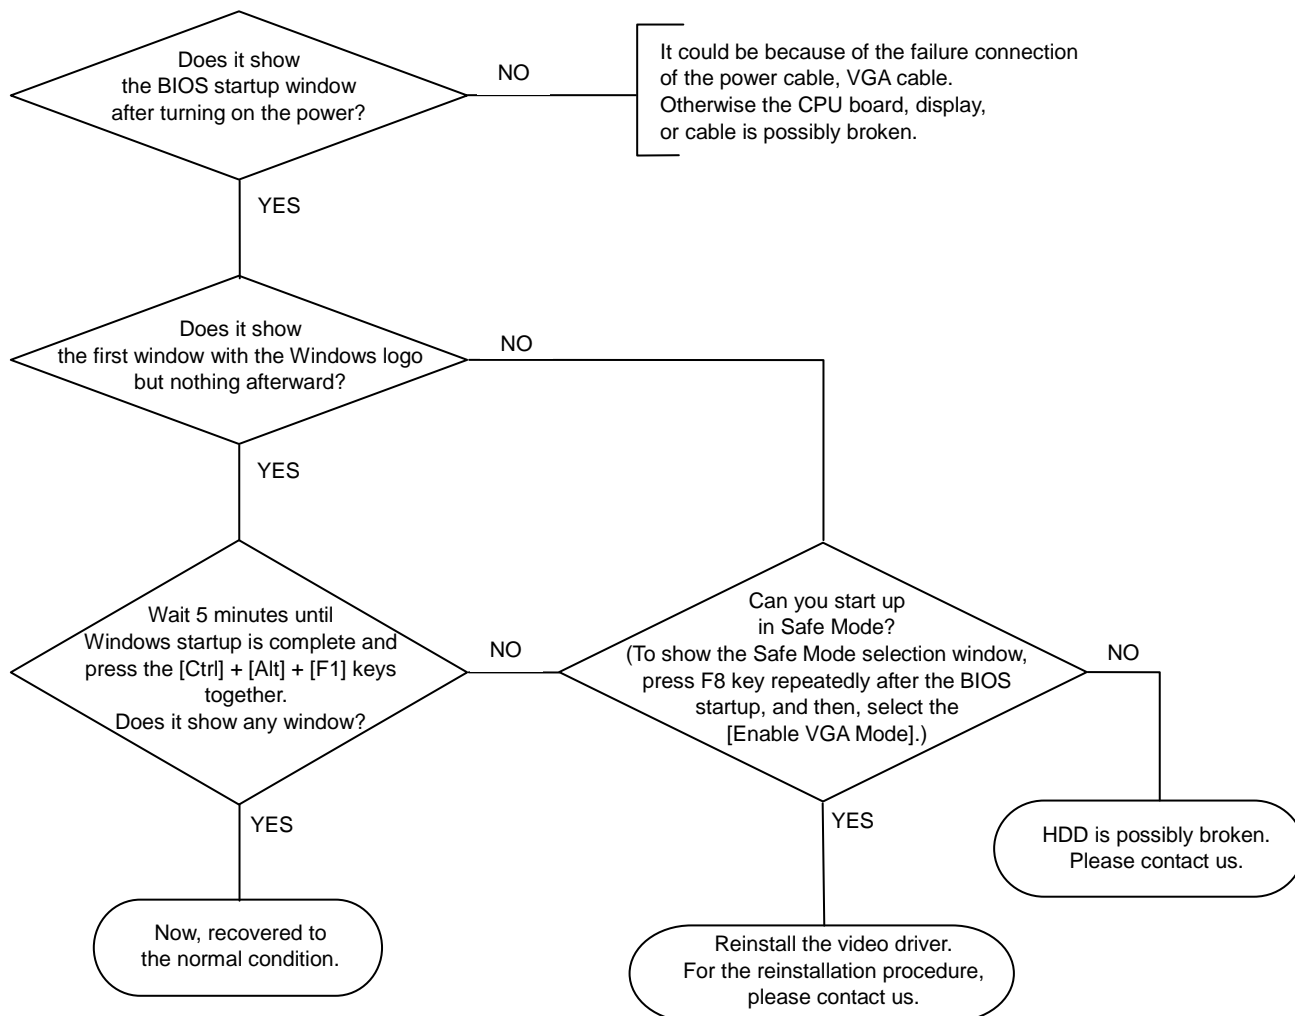 Does it show
the BIOS startup window
after turning on the power?
NO
It could be because of the failure connection
of the power cable, VGA cable.
Otherwise the CPU board, display,
or cable is possibly broken.
YES
Does it show
the first window with the Windows logo
but nothing afterward?
NO
YES
Wait 5 minutes until
Windows startup is complete and
press the [Ctrl] + [Alt] + [F1] keys
together.
Does it show any window?
NO
Can you start up
in Safe Mode?
(To show the Safe Mode selection window,
press F8 key repeatedly after the BIOS
startup, and then, select the
[Enable VGA Mode].)
NO
YES
YES
HDD is possibly broken.
Please contact us.
Now, recovered to
the normal condition.
Reinstall the video driver.
For the reinstallation procedure,
please contact us.